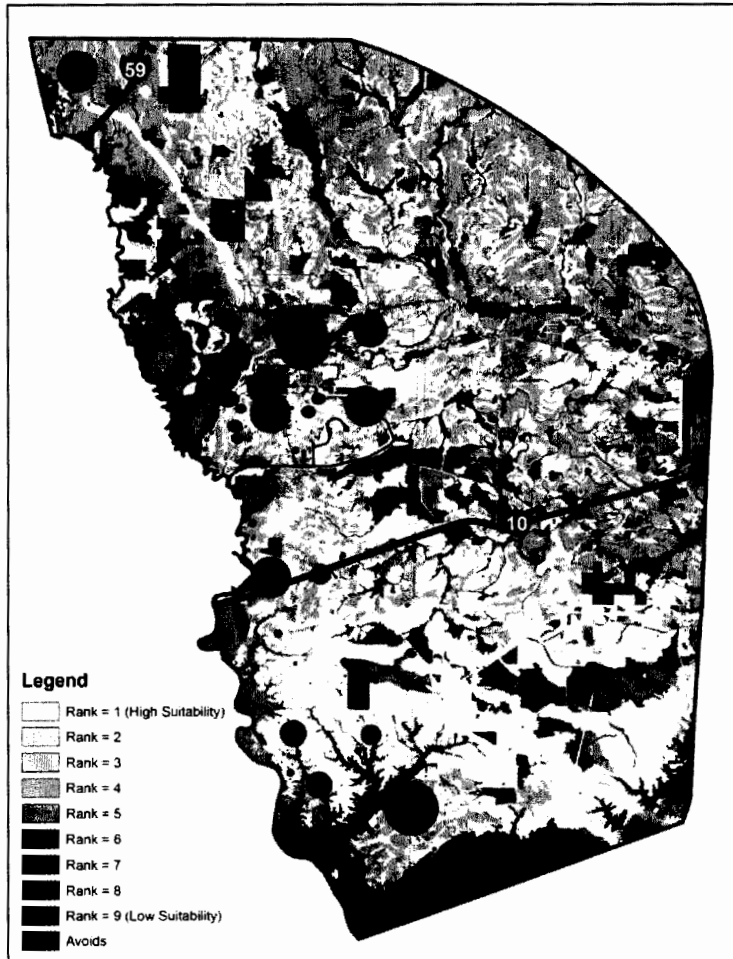 59
10
Legend
Rank = 1 (High Suitability)
Rank = 2
Rank = 3
Rank = 4
Rank = 5
Rank = 6
Rank = 7
Rank = 8
Rank = 9 (Low Suitability)
Avoids